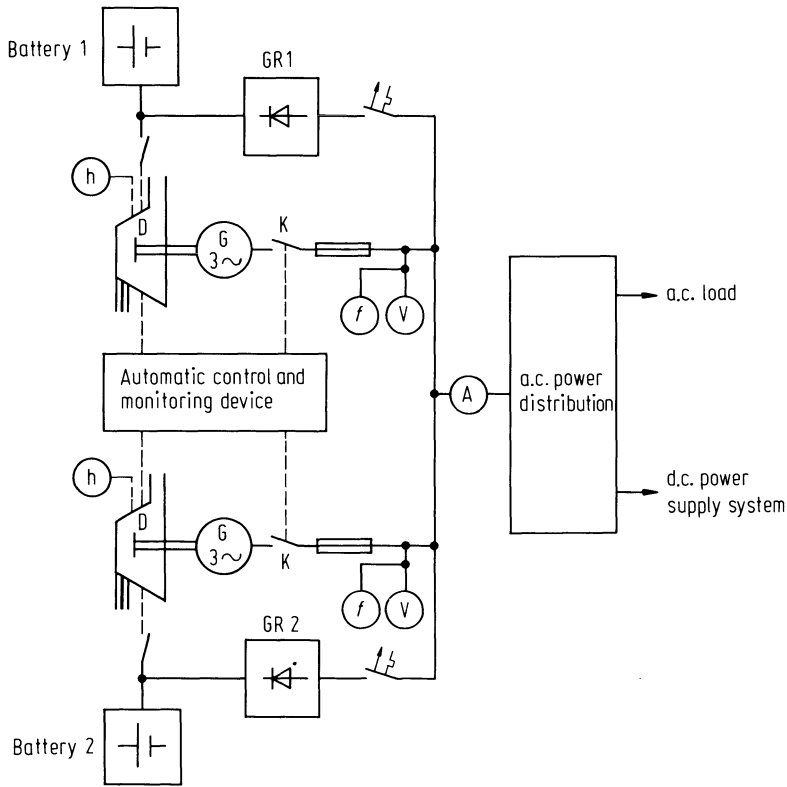 Battery 1
GR1
h
D
G
3~
K
f
V
Automatic control and
monitoring device
A
a.c. power
distribution
a.c. load
d.c. power
supply system
h
D
G
3~
K
f
V
GR 2
Battery 2